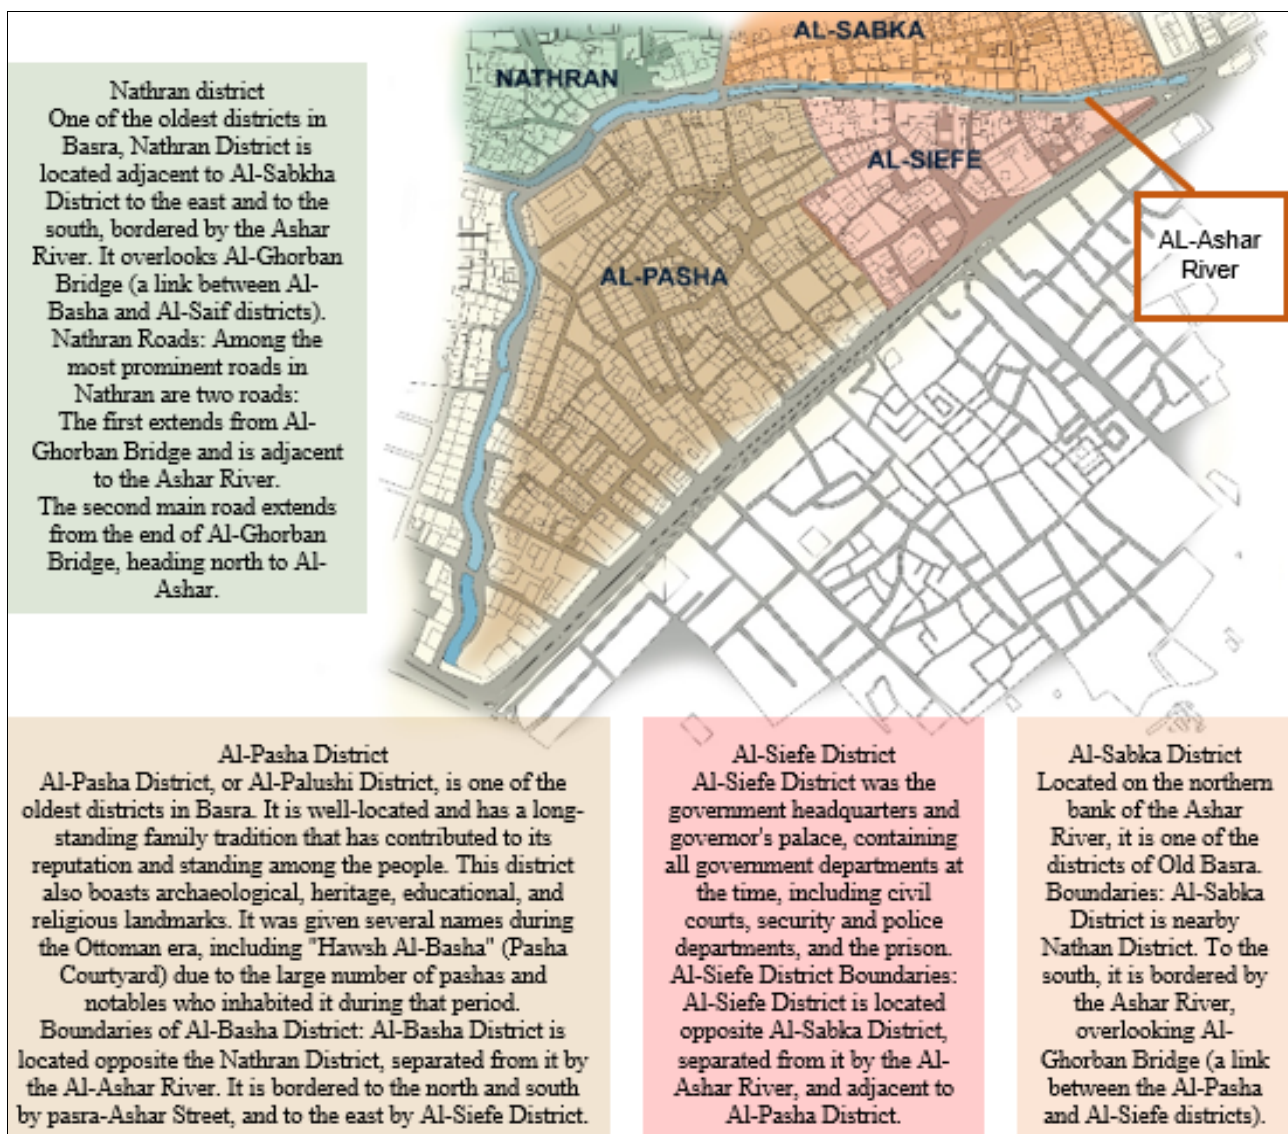 AL-SABKA
NATHRAN
AL-SIEFE
AL-PASHA
AL-Ashar
River
Nathran district
One of the oldest districts in
Basra, Nathran District is
located adjacent to Al-Sabkha
District to the east and to the
south, bordered by the Ashar
River. It overlooks Al-Ghorban
Bridge (a link between Al-
Basha and Al-Saif districts).
Nathran Roads: Among the
most prominent roads in
Nathran are two roads:
The first extends from Al-
Ghorban Bridge and is adjacent
to the Ashar River.
The second main road extends
from the end of Al-Ghorban
Bridge, heading north to Al-
Ashar.
Al-Pasha District
Al-Pasha District, or Al-Palushi District, is one of the
oldest districts in Basra. It is well-located and has a long-
standing family tradition that has contributed to its
reputation and standing among the people. This district
also boasts archaeological, heritage, educational, and
religious landmarks. It was given several names during
the Ottoman era, including "Hawsh Al-Basha" (Pasha
Courtyard) due to the large number of pashas and
notables who inhabited it during that period.
Boundaries of Al-Basha District: Al-Basha District is
located opposite the Nathran District, separated from it by
the Al-Ashar River. It is bordered to the north and south
by pasra-Ashar Street, and to the east by Al-Siefe District.
Al-Siefe District
Al-Siefe District was the
government headquarters and
governor's palace, containing
all government departments at
the time, including civil
courts, security and police
departments, and the prison.
Al-Siefe District Boundaries:
Al-Siefe District is located
opposite Al-Sabka District,
separated from it by the Al-
Ashar River, and adjacent to
Al-Pasha District.
Al-Sabka District
Located on the northern
bank of the Ashar
River, it is one of the
districts of Old Basra.
Boundaries: Al-Sabka
District is nearby
Nathan District. To the
south, it is bordered by
the Ashar River,
overlooking Al-
Ghorban Bridge (a link
between the Al-Pasha
and Al-Siefe districts).